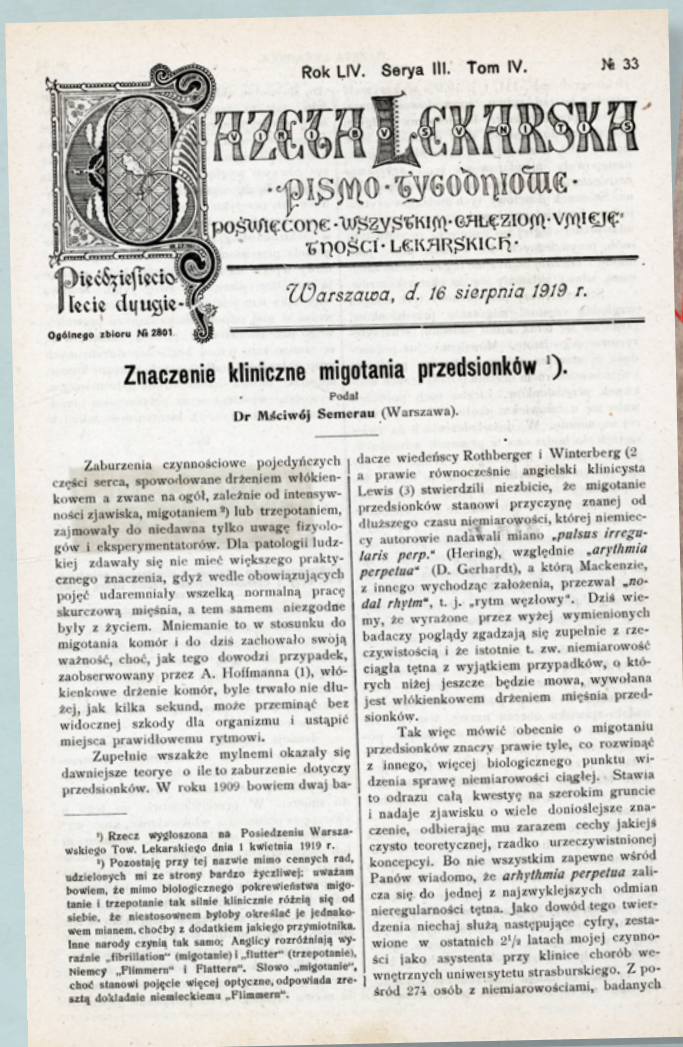 Rok LIV. Serya III. Tom IV. № 33
GAZETA LEKARSKA
VIRIBVS VNITIS
·PISMO·TYGODNIOWE·
POŚWIĘCONE·WSZYSTKIM·GAŁĘZIOM·VMIEJĘ-
TNOŚCI·LEKARSKICH·
Pięćdziesięcio
lecie drugie·
Ogólnego zbioru № 2801.
Warszawa, d. 16 sierpnia 1919 r.
Znaczenie kliniczne migotania przedsionków ¹).
Podał
Dr Mściwój Semerau (Warszawa).
Zaburzenia czynnościowe pojedyńczych
części serca, spowodowane drżeniem włókien-
kowem a zwane na ogół, zależnie od intensyw-
ności zjawiska, migotaniem ²) lub trzepotaniem,
zajmowały do niedawna tylko uwagę fizyolo-
gów i eksperymentatorów. Dla patologii ludz-
kiej zdawały się nie mieć większego prakty-
cznego znaczenia, gdyż wedle obowiązujących
pojęć udaremniały wszelką normalną pracę
skurczową mięśnia, a tem samem niezgodne
były z życiem. Mniemanie to w stosunku do
migotania komór i do dziś zachowało swoją
ważność, choć, jak tego dowodzi przypadek,
zaobserwowany przez A. Hoffmanna (1), włó-
kienkowe drżenie komór, byle trwało nie dłu-
żej, jak kilka sekund, może przeminąć bez
widocznej szkody dla organizmu i ustąpić
miejsca prawidłowemu rytmowi.
Zupełnie wszakże mylnemi okazały się
dawniejsze teorye o ile to zaburzenie dotyczy
przedsionków. W roku 1909 bowiem dwaj ba-
¹) Rzecz wygłoszona na Posiedzeniu Warsza-
wskiego Tow. Lekarskiego dnia 1 kwietnia 1919 r.
²) Pozostaję przy tej nazwie mimo cennych rad,
udzielonych mi ze strony bardzo życzliwej; uważam
bowiem, że mimo biologicznego pokrewieństwa migo-
tanie i trzepotanie tak silnie klinicznie różnią się od
siebie, że niestosownem byłoby określać je jednako-
wem mianem, choćby z dodatkiem jakiego przymiotnika.
Inne narody czynią tak samo; Anglicy rozróżniają wy-
raźnie „fibrillation“ (migotanie) i „flutter“ (trzepotanie),
Niemcy „Flimmern“ i Flattern“. Słowo „migotanie“,
choć stanowi pojęcie więcej optyczne, odpowiada zre-
sztą dokładnie niemieckiemu „Flimmern“.
dacze wiedeńscy Rothberger i Winterberg (2
a prawie równocześnie angielski klinicysta
Lewis (3) stwierdzili niezbicie, że migotanie
przedsionków stanowi przyczynę znanej od
dłuższego czasu niemiarowości, której niemiec-
cy autorowie nadawali miano „pulsus irregu-
laris perp.“ (Hering), względnie „arythmia
perpetua“ (D. Gerhardt), a którą Mackenzie,
z innego wychodząc założenia, przezwał „no-
dal rhytm“, t. j. „rytm węzłowy“. Dziś wie-
my, że wyrażone przez wyżej wymienionych
badaczy poglądy zgadzają się zupełnie z rze-
czywistością i że istotnie t. zw. niemiarowość
ciągła tętna z wyjątkiem przypadków, o któ-
rych niżej jeszcze będzie mowa, wywołana
jest włókienkowem drżeniem mięśnia przed-
sionków.
Tak więc mówić obecnie o migotaniu
przedsionków znaczy prawie tyle, co rozwinąć
z innego, więcej biologicznego punktu wi-
dzenia sprawę niemiarowości ciągłej. Stawia
to odrazu całą kwestyę na szerokim gruncie
i nadaje zjawisku o wiele donioślejsze zna-
czenie, odbierając mu zarazem cechy jakiejś
czysto teoretycznej, rzadko urzeczywistnionej
koncepcyi. Bo nie wszystkim zapewne wśród
Panów wiadomo, że arhythmia perpetua zali-
cza się do jednej z najzwyklejszych odmian
nieregularności tętna. Jako dowód tego twier-
dzenia niechaj służą następujące cyfry, zesta-
wione w ostatnich 2¹/₂ latach mojej czynno-
ści jako asystenta przy klinice chorób we-
wnętrznych uniwersytetu strasburskiego. Z po-
śród 274 osób z niemiarowościami, badanych